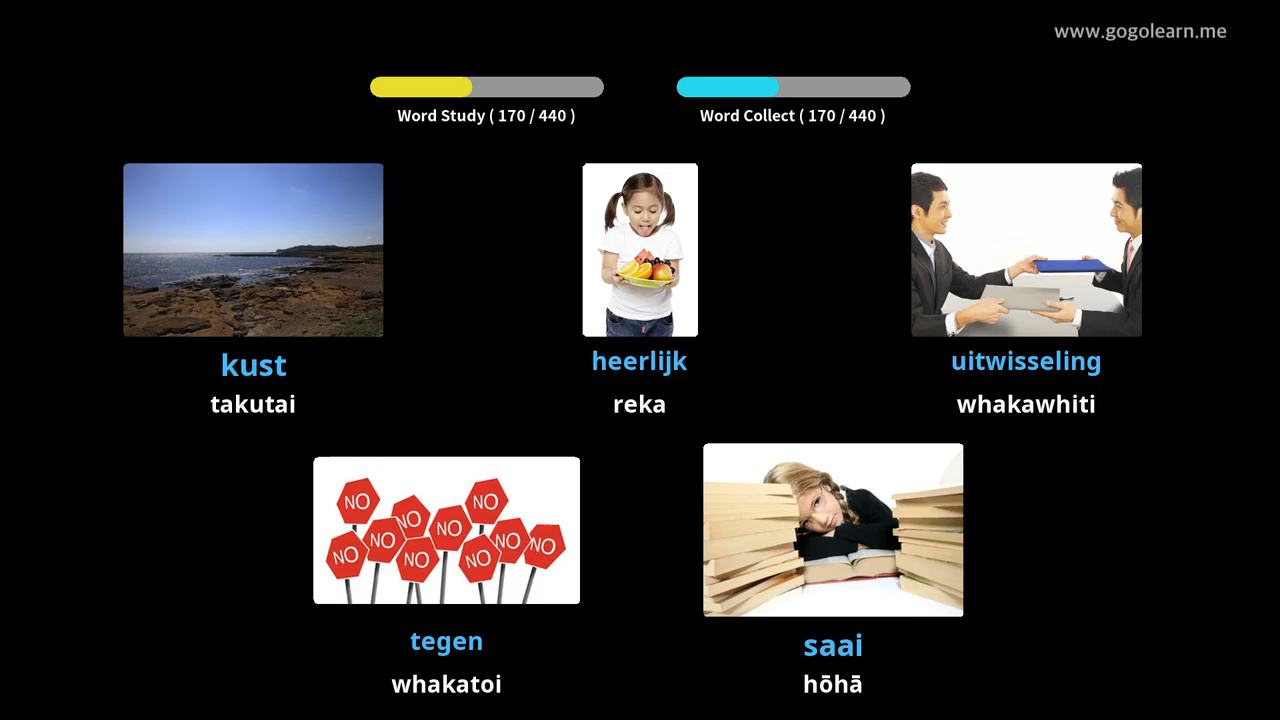 www.gogolearn.me
Word Study ( 170 / 440 )
Word Collect ( 170 / 440 )
kust
takutai
heerlijk
reka
uitwisseling
whakawhiti
NO
NO
NO
NO
NO
NO
NO
NO
NO
NO
tegen
whakatoi
saai
hōhā